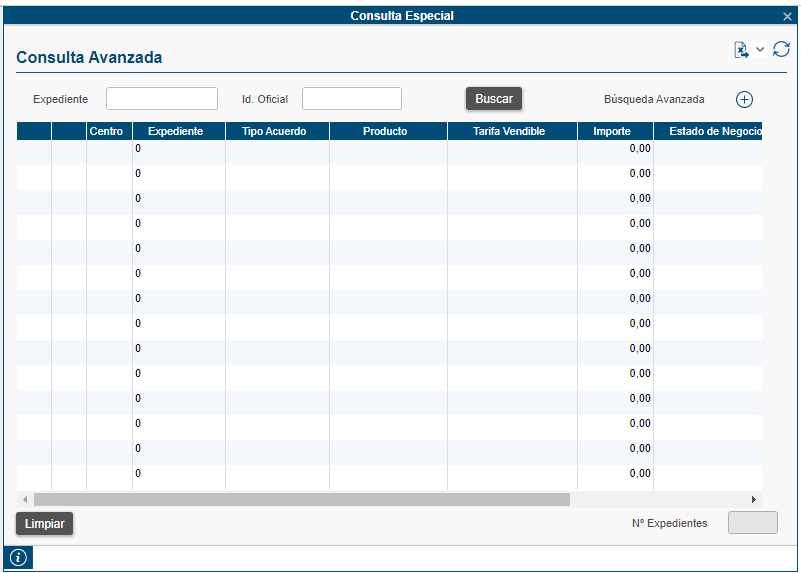 Consulta Especial
Consulta Avanzada
Expediente Id. Oficial Buscar Búsqueda Avanzada
Centro Expediente Tipo Acuerdo Producto Tarifa Vendible Importe Estado de Negocio
0 0,00
0 0,00
0 0,00
0 0,00
0 0,00
0 0,00
0 0,00
0 0,00
0 0,00
0 0,00
0 0,00
0 0,00
0 0,00
0 0,00
Limpiar Nº Expedientes